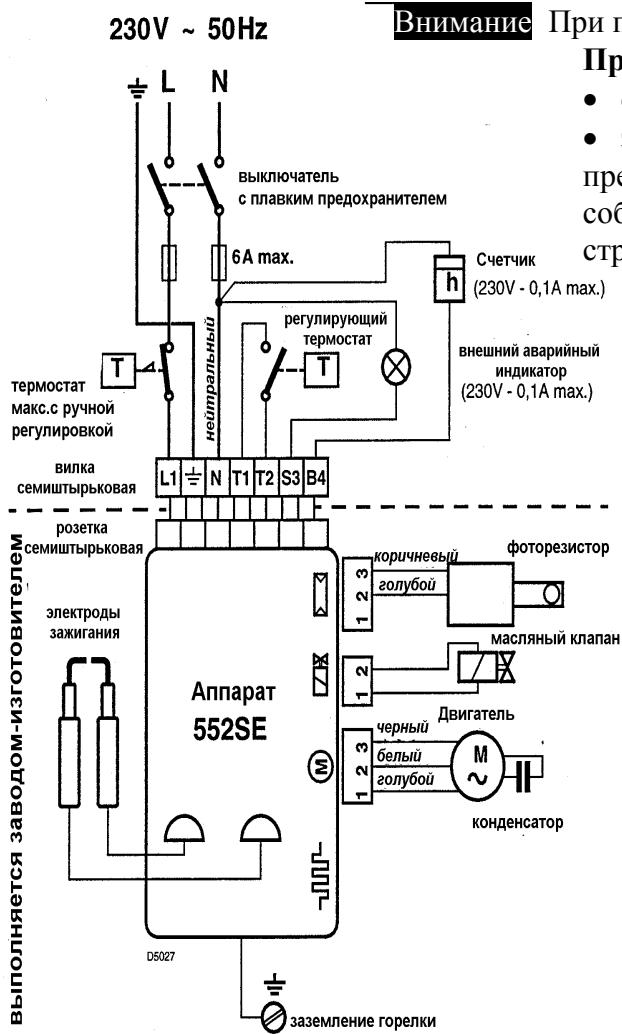 Внимание При
230V ~ 50Hz
Пр
L N
выключатель
с плавким предохранителем
пре
соб
стр
6A max.
Счетчик
h
(230V - 0,1A max.)
регулирующий
термостат
нейтральный
T
T
внешний аварийный
индикатор
(230V - 0,1A max.)
термостат
макс.с ручной
регулировкой
вилка
семиштырьковая
L1 N T1 T2 S3 B4
розетка
семиштырьковая
выполняется заводом-изготовителем
коричневый
голубой
3
2
1
фоторезистор
электроды
зажигания
масляный клапан
2
1
Аппарат
552SE
Двигатель
черный
белый
голубой
3
2
1
M
M
~
конденсатор
D5027
заземление горелки